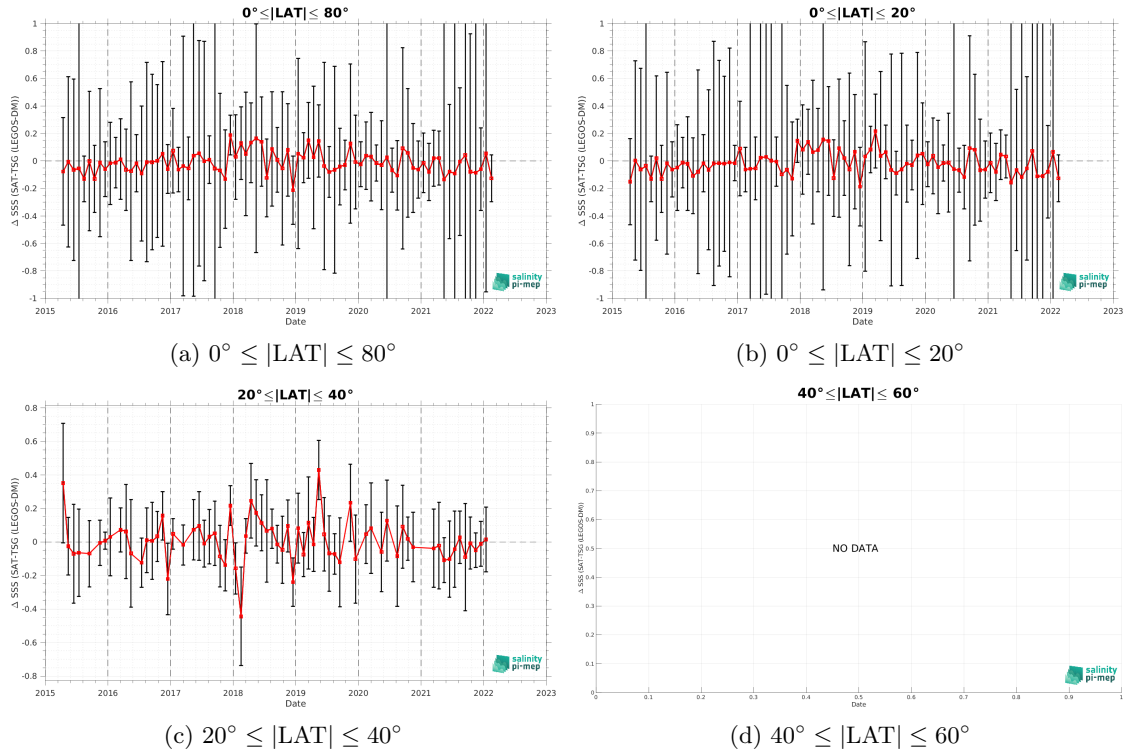 0°≤|LAT|≤ 80°
Δ SSS (SAT-TSG (LEGOS-DM))
1
0.8
0.6
0.4
0.2
0
-0.2
-0.4
-0.6
-0.8
-1
2015 2016 2017 2018 2019 2020 2021 2022 2023
Date
salinity
pi-mep
(a) 0° ≤ |LAT| ≤ 80°
0°≤|LAT|≤ 20°
Δ SSS (SAT-TSG (LEGOS-DM))
1
0.8
0.6
0.4
0.2
0
-0.2
-0.4
-0.6
-0.8
-1
2015 2016 2017 2018 2019 2020 2021 2022 2023
Date
salinity
pi-mep
(b) 0° ≤ |LAT| ≤ 20°
20°≤|LAT|≤ 40°
Δ SSS (SAT-TSG (LEGOS-DM))
0.8
0.6
0.4
0.2
0
-0.2
-0.4
-0.6
-0.8
2015 2016 2017 2018 2019 2020 2021 2022 2023
Date
salinity
pi-mep
(c) 20° ≤ |LAT| ≤ 40°
40°≤|LAT|≤ 60°
Δ SSS (SAT-TSG (LEGOS-DM))
1
0.9
0.8
0.7
0.6
0.5
0.4
0.3
0.2
0.1
0
NO DATA
0 0.1 0.2 0.3 0.4 0.5 0.6 0.7 0.8 0.9 1
Date
salinity
pi-mep
(d) 40° ≤ |LAT| ≤ 60°